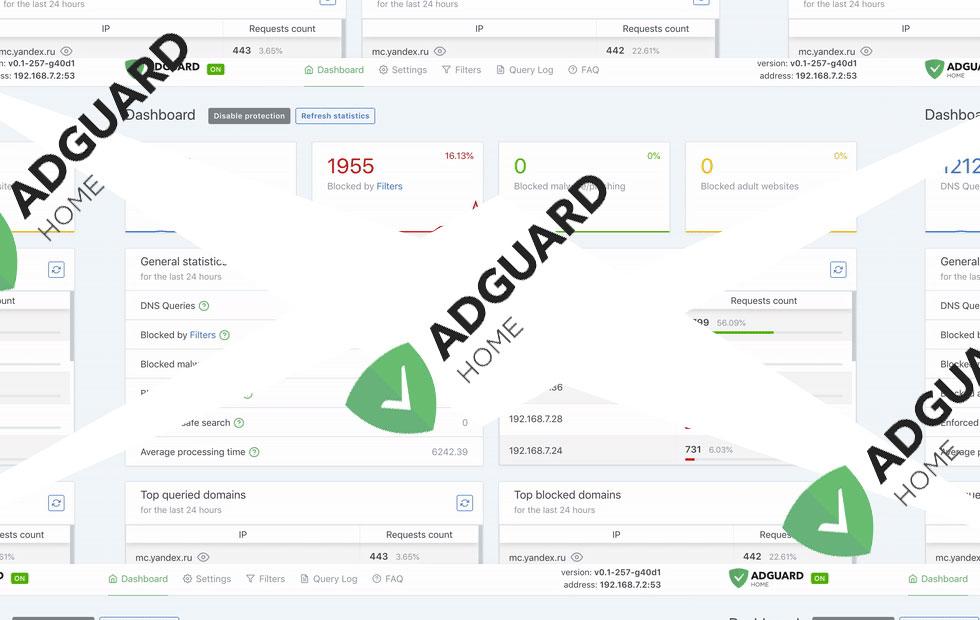 for the last 24 hours
for the last 24 hours
for the last 24 hours
IP Requests count IP Requests count IP
mc.yandex.ru 443 3.65% mc.yandex.ru 442 22.61% mc.yandex.ru
version: v0.1-257-g40d1
address: 192.168.7.2:53
ADGUARD HOME ON
Dashboard Settings Filters Query Log FAQ
version: v0.1-257-g40d1
address: 192.168.7.2:53
ADGUARD
HOME
Dashboard Disable protection Refresh statistics
1955 16.13%
Blocked by Filters
0 0%
Blocked malware/phishing
0 0%
Blocked adult websites
1212
DNS
ADGUARD
HOME
ADGUARD
HOME
ADGUARD
HOME
General statistics
for the last 24 hours
DNS Queries
Blocked by Filters
Blocked
safe search 0
Average processing time 6242.39
Requests count
56.09%
192.168.7.28
192.168.7.24 731 6.03%
General
for the last
DNS Queries
Blocked b
Enforced
Top queried domains
for the last 24 hours
IP Requests count
mc.yandex.ru 443 3.65%
Top blocked domains
for the last 24 hours
IP
mc.yandex.ru 442 22.61%
ON
Dashboard Settings Filters Query Log FAQ
version: v0.1-257-g40d1
address: 192.168.7.2:53
ADGUARD
HOME
ON
Dashboard